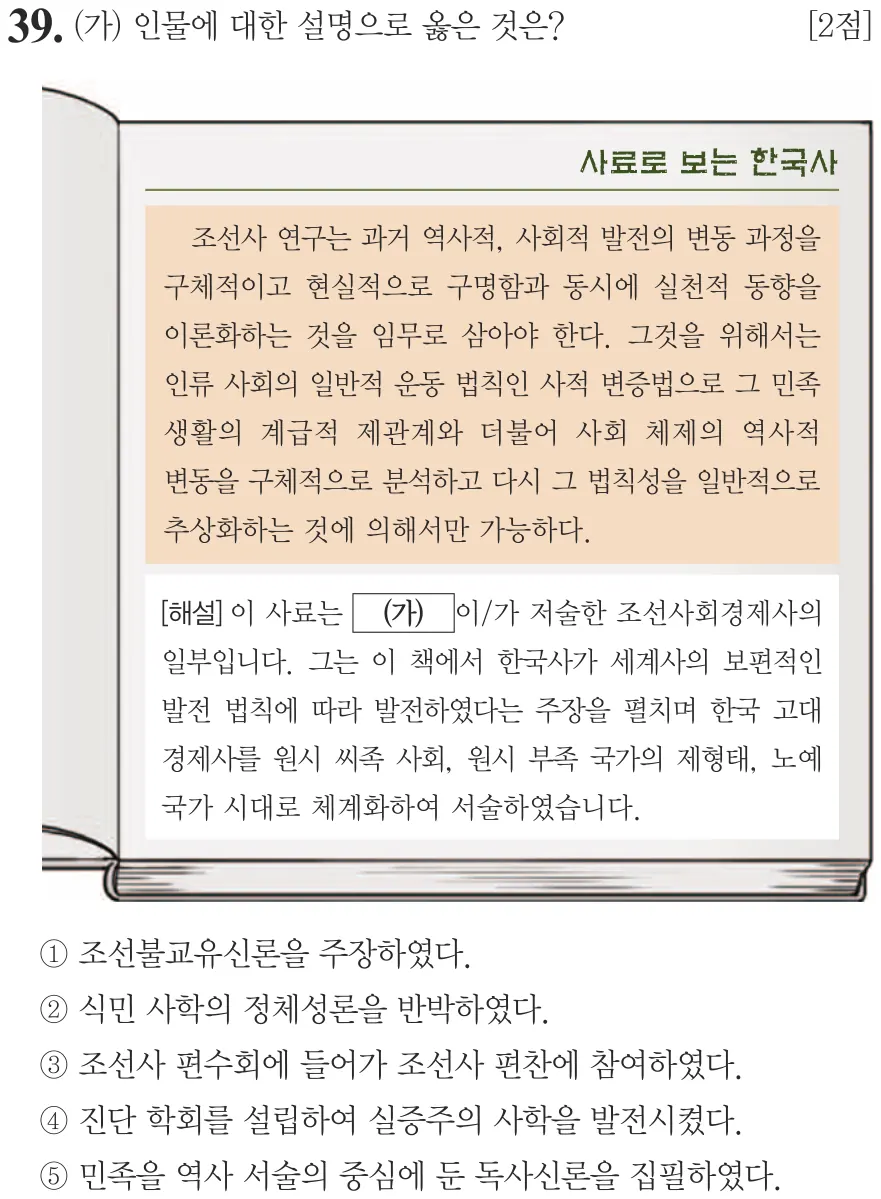 39. (가) 인물에 대한 설명으로 옳은 것은? [2점]
사료로 보는 한국사
조선사 연구는 과거 역사적, 사회적 발전의 변동 과정을
구체적이고 현실적으로 구명함과 동시에 실천적 동향을
이론화하는 것을 임무로 삼아야 한다. 그것을 위해서는
인류 사회의 일반적 운동 법칙인 사적 변증법으로 그 민족
생활의 계급적 제관계와 더불어 사회 체제의 역사적
변동을 구체적으로 분석하고 다시 그 법칙성을 일반적으로
추상화하는 것에 의해서만 가능하다.
[해설] 이 사료는 (가) 이/가 저술한 조선사회경제사의
일부입니다. 그는 이 책에서 한국사가 세계사의 보편적인
발전 법칙에 따라 발전하였다는 주장을 펼치며 한국 고대
경제사를 원시 씨족 사회, 원시 부족 국가의 제형태, 노예
국가 시대로 체계화하여 서술하였습니다.
① 조선불교유신론을 주장하였다.
② 식민 사학의 정체성론을 반박하였다.
③ 조선사 편수회에 들어가 조선사 편찬에 참여하였다.
④ 진단 학회를 설립하여 실증주의 사학을 발전시켰다.
⑤ 민족을 역사 서술의 중심에 둔 독사신론을 집필하였다.